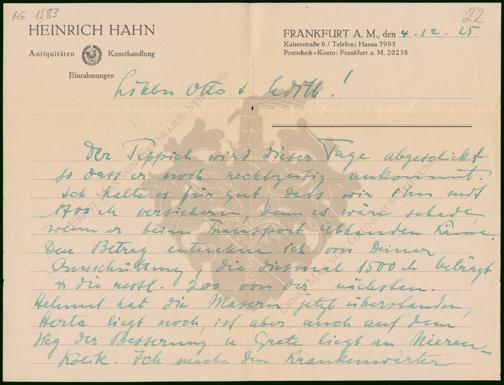 Kc 1583
22
HEINRICH HAHN
Antiquitäten Kunsthandlung
Einrahmungen
FRANKFURT A. M., den 4.12.25
Kaiserstraße 6 / Telefon: Hansa 7995
Postscheck-Konto: Frankfurt a. M. 20238
Lieber Otto & Edith!
Der Teppich wird dieser Tage abgeschickt
so dass er noch rechtzeitig ankommt.
Ich halte es für gut, dass wir ihn mit
1700 M versichern, denn es wäre schade,
wenn er beim Transport abhanden käme.
Den Betrag entnehme ich von Deiner
Ausschüttung, die diesmal 1500 M beträgt
& die restl. 200 von der nächsten.
Helmut hat die Masern jetzt überstanden,
Herta liegt noch, ist aber auch auf dem
Weg der Besserung u Grete liegt an Nieren-
Kolik. Ich mache den Krankenwärter